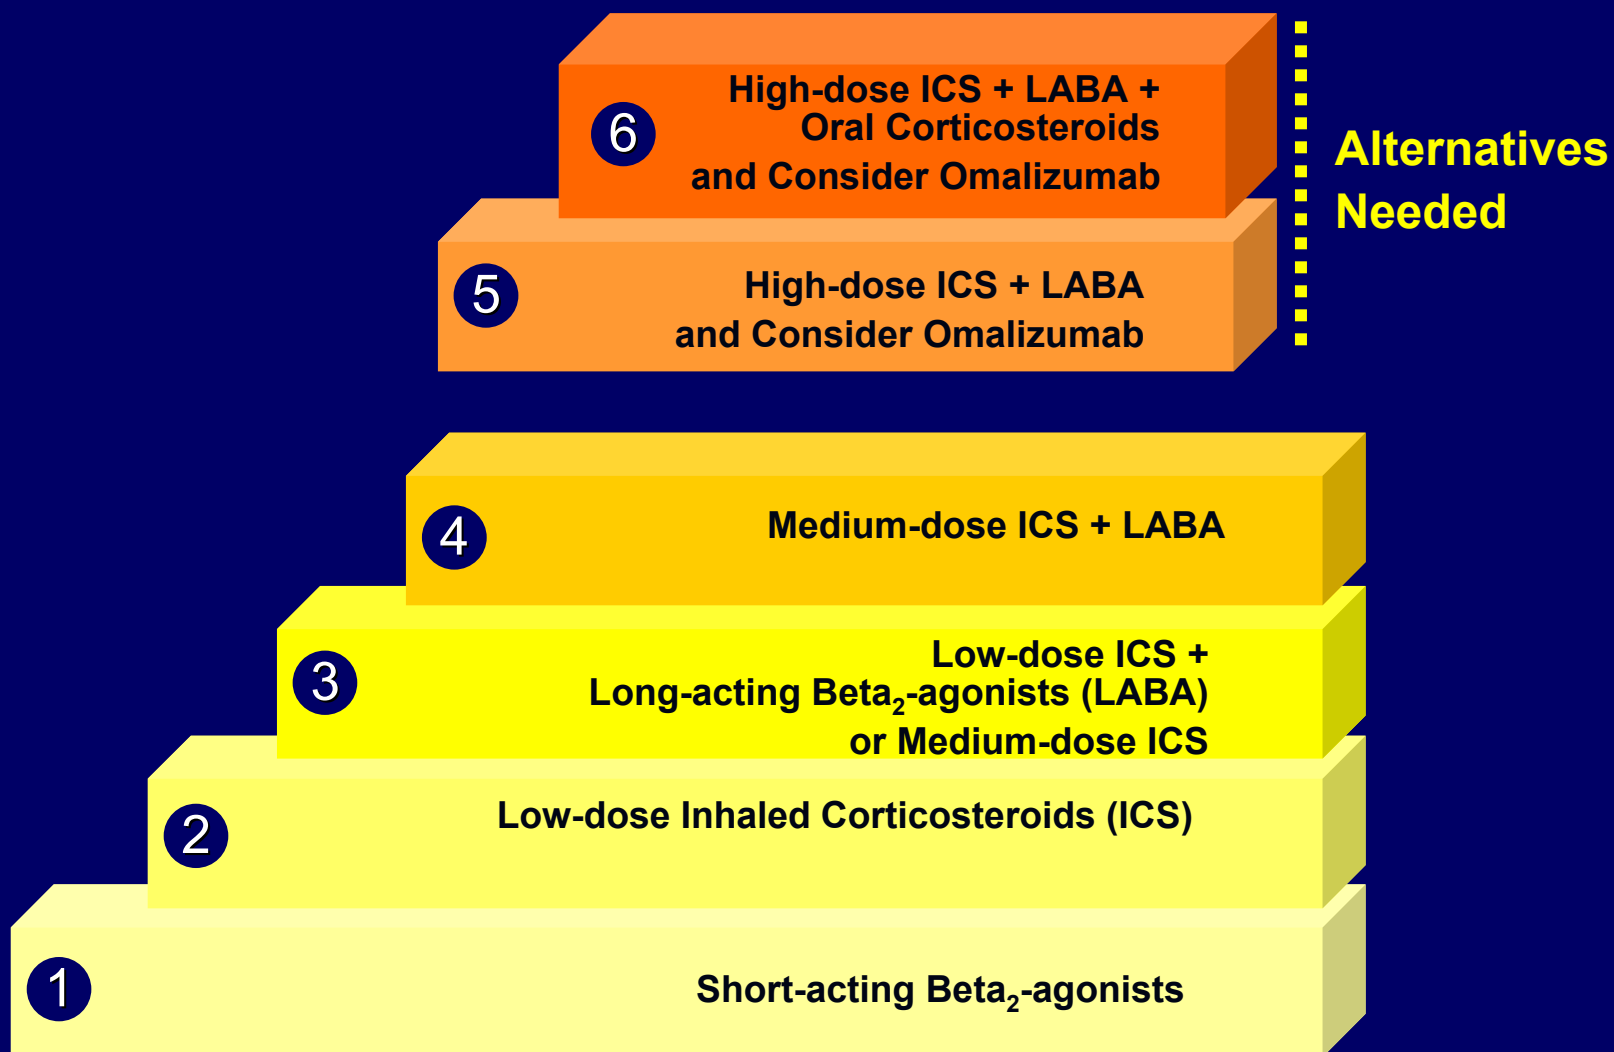 6
High-dose ICS + LABA +
Oral Corticosteroids
and Consider Omalizumab
Alternatives
Needed
5
High-dose ICS + LABA
and Consider Omalizumab
4
Medium-dose ICS + LABA
3
Low-dose ICS +
Long-acting Beta₂-agonists (LABA)
or Medium-dose ICS
2
Low-dose Inhaled Corticosteroids (ICS)
1
Short-acting Beta₂-agonists